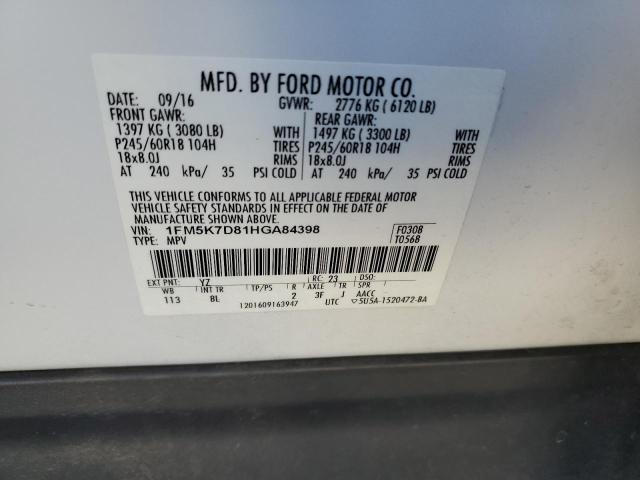 MFD. BY FORD MOTOR CO.
DATE: 09/16 GVWR: 2776 KG ( 6120 LB)
FRONT GAWR: REAR GAWR:
1397 KG ( 3080 LB) WITH 1497 KG ( 3300 LB) WITH
P245/60R18 104H TIRES P245/60R18 104H TIRES
18x8.0J RIMS 18x8.0J RIMS
AT 240 kPa/ 35 PSI COLD AT 240 kPa/ 35 PSI COLD
THIS VEHICLE CONFORMS TO ALL APPLICABLE FEDERAL MOTOR
VEHICLE SAFETY STANDARDS IN EFFECT ON THE DATE OF
MANUFACTURE SHOWN ABOVE.
VIN: 1FM5K7D81HGA84398 F0308
TYPE: MPV T0568
EXT PNT: YZ RC: 23 DSO:
WB INT TR TP/PS R AXLE TR SPR
113 8L 2 3F J AACC
1201609163947 UTC ▽5U5A-1520472-BA